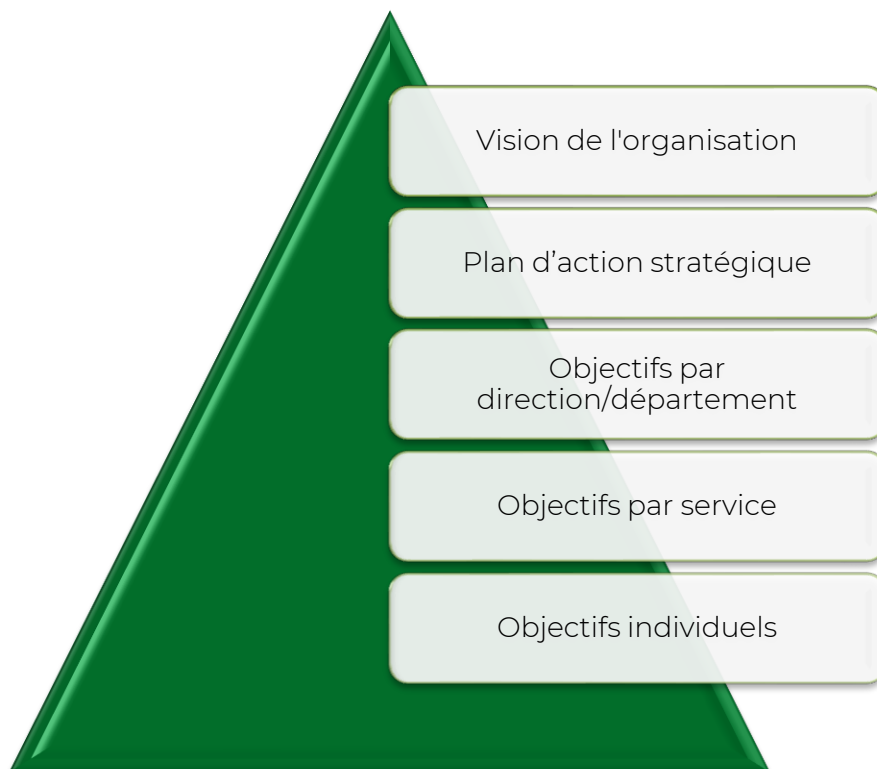 Vision de l'organisation
Plan d’action stratégique
Objectifs par
direction/département
Objectifs par service
Objectifs individuels